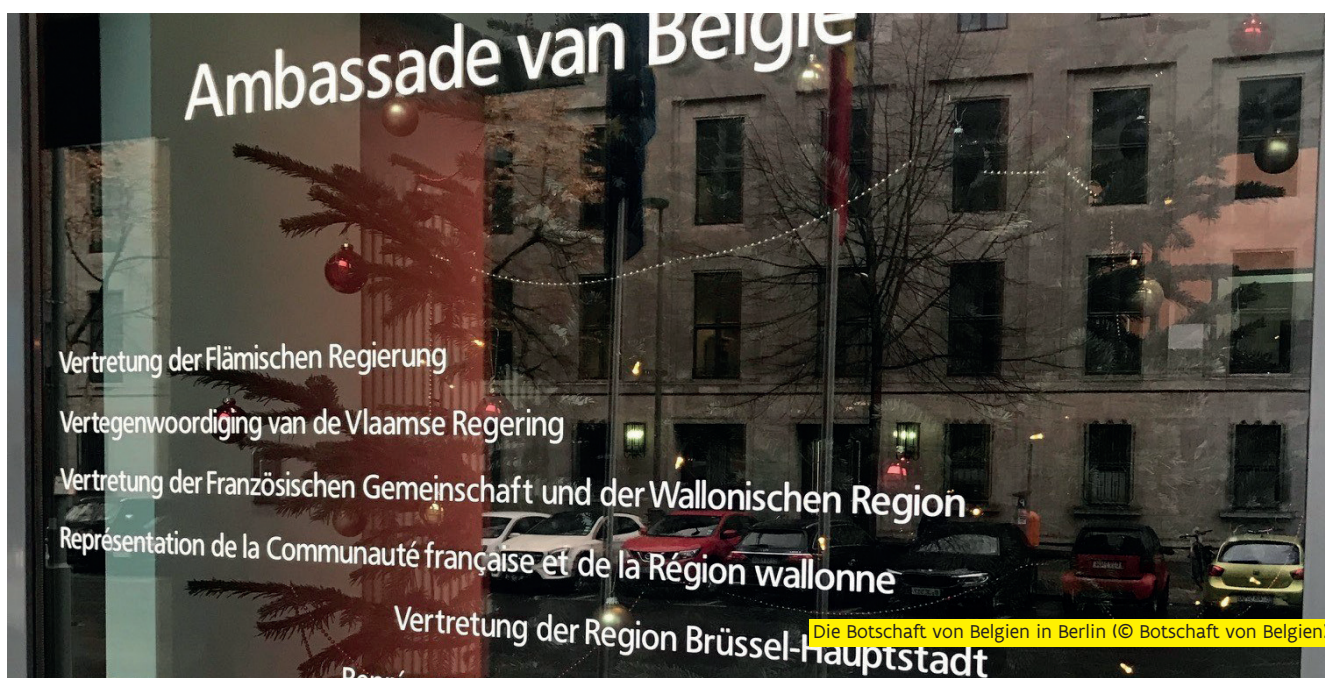 Ambassade van België
Vertretung der Flämischen Regierung
Vertegenwoordiging van de Vlaamse Regering
Vertretung der Französischen Gemeinschaft und der Wallonischen Region
Représentation de la Communauté française et de la Région wallonne
Vertretung der Region Brüssel-Hauptstadt
Die Botschaft von Belgien in Berlin (© Botschaft von Belgien)